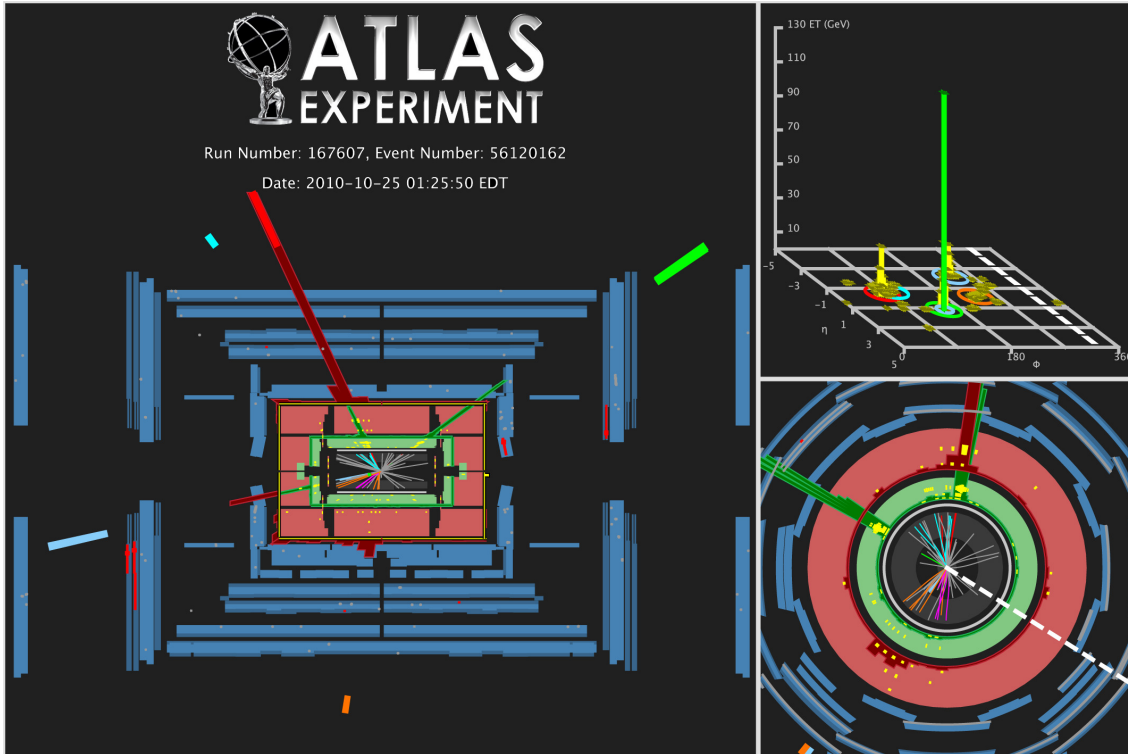 ATLAS
EXPERIMENT
Run Number: 167607, Event Number: 56120162
Date: 2010-10-25 01:25:50 EDT
130 ET (GeV)
110
90
70
50
30
10
-5
-3
-1
1
3
5
η
0
180
360
Φ